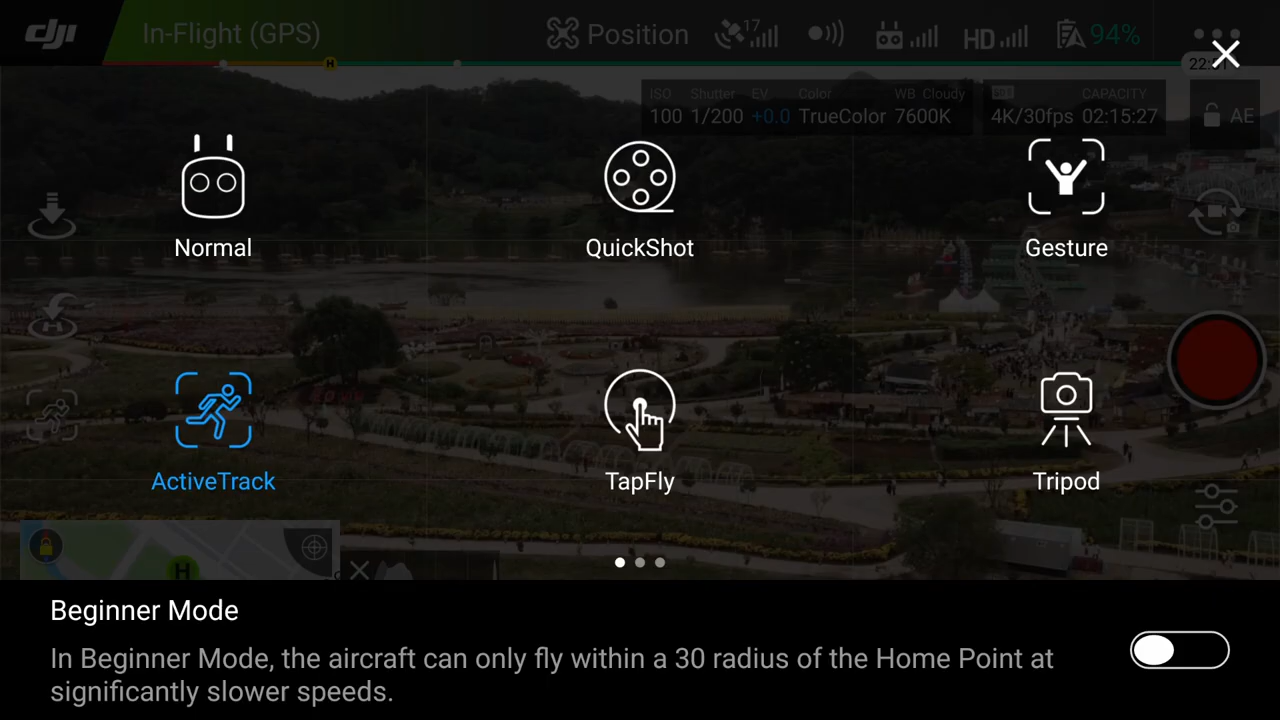 dji
In-Flight (GPS)
Position
17
HD
94%
ISO Shutter EV Color WB Cloudy CAPACITY
100 1/200 +0.0 TrueColor 7600K 4K/30fps 02:15:27
AE
H
Normal
QuickShot
Gesture
H
ActiveTrack
TapFly
Tripod
H
Beginner Mode
In Beginner Mode, the aircraft can only fly within a 30 radius of the Home Point at
significantly slower speeds.